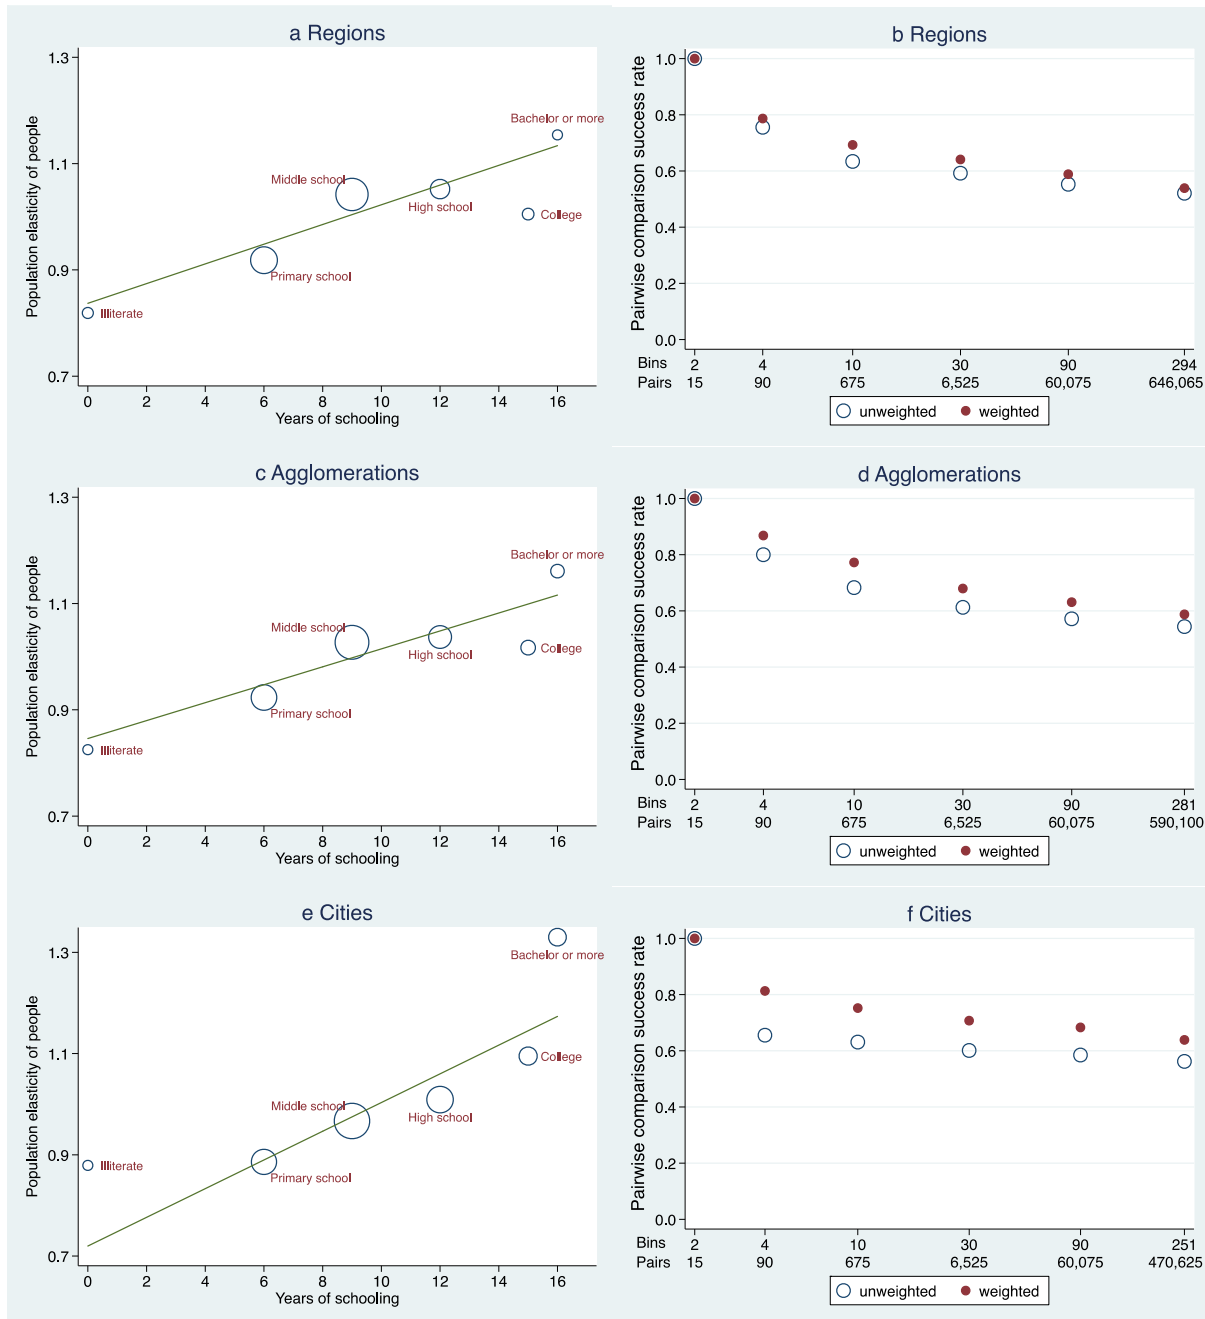 a Regions
Population elasticity of people
1.3
1.1
0.9
0.7
Bachelor or more
Middle school
High school
College
Primary school
Illiterate
0 2 4 6 8 10 12 14 16
Years of schooling
b Regions
Pairwise comparison success rate
1.0
0.8
0.6
0.4
0.2
0.0
Bins 2 4 10 30 90 294
Pairs 15 90 675 6,525 60,075 646,065
unweighted weighted
c Agglomerations
Population elasticity of people
1.3
1.1
0.9
0.7
Bachelor or more
Middle school
High school
College
Primary school
Illiterate
0 2 4 6 8 10 12 14 16
Years of schooling
d Agglomerations
Pairwise comparison success rate
1.0
0.8
0.6
0.4
0.2
0.0
Bins 2 4 10 30 90 281
Pairs 15 90 675 6,525 60,075 590,100
unweighted weighted
e Cities
Population elasticity of people
1.3
1.1
0.9
0.7
Bachelor or more
College
Middle school
High school
Illiterate
Primary school
0 2 4 6 8 10 12 14 16
Years of schooling
f Cities
Pairwise comparison success rate
1.0
0.8
0.6
0.4
0.2
0.0
Bins 2 4 10 30 90 251
Pairs 15 90 675 6,525 60,075 470,625
unweighted weighted